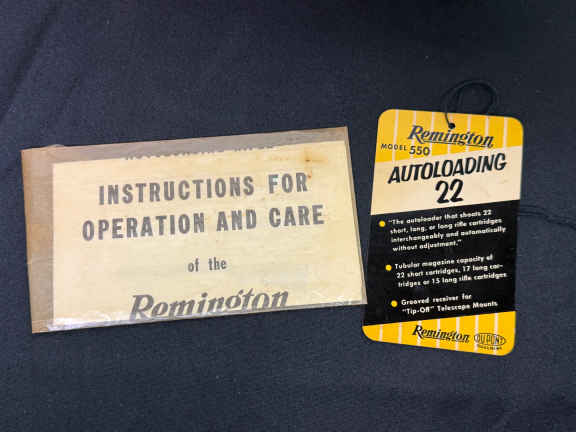 INSTRUCTIONS FOR
OPERATION AND CARE
of the
Remington
Remington
MODEL 550
AUTOLOADING
22
"The autoloader that shoots 22
short, long, or long rifle cartridges
interchangeably and automatically
without adjustment."
Tubular magazine capacity of
22 short cartridges, 17 long car-
tridges or 15 long rifle cartridges
Grooved receiver for
"Tip-Off" Telescope Mounts
Remington
DU PONT